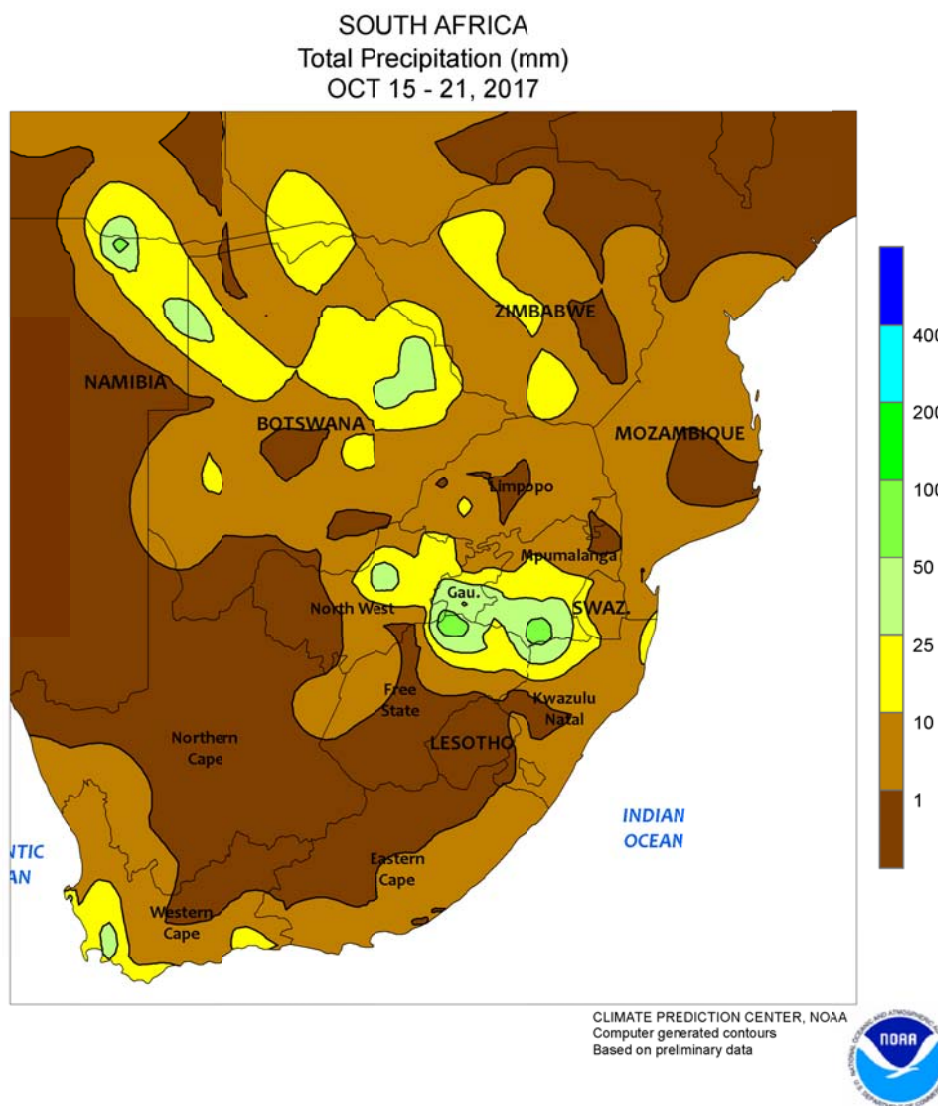 SOUTH AFRICA
Total Precipitation (mm)
OCT 15 - 21, 2017
ZIMBABWE
NAMIBIA
BOTSWANA
MOZAMBIQUE
Limpopo
Mpumalanga
Gau.
North West
SWAZ.
Free
State
Kwazulu
Natal
Northern
Cape
LESOTHO
INDIAN
OCEAN
NTIC
AN
Eastern
Cape
Western
Cape
400
200
100
50
25
10
1
CLIMATE PREDICTION CENTER, NOAA
Computer generated contours
Based on prelminary data
NOAA